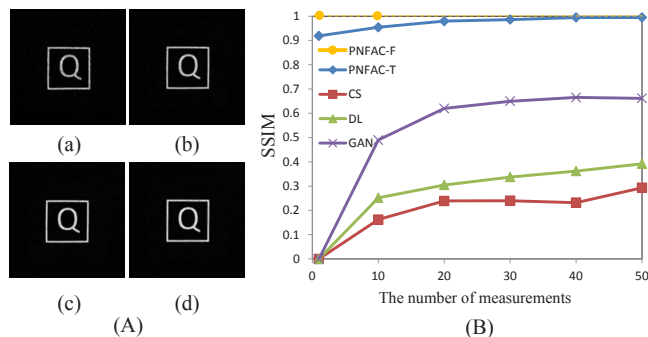 Q
Q
(a)
(b)
Q
Q
(c)
(d)
(A)
SSIM
1
0.9
0.8
0.7
0.6
0.5
0.4
0.3
0.2
0.1
0
PNFAC-F
PNFAC-T
CS
DL
GAN
0
10
20
30
40
50
The number of measurements
(B)